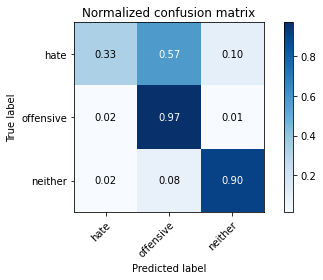 Normalized confusion matrix
hate 0.33 0.57 0.10
offensive 0.02 0.97 0.01
neither 0.02 0.08 0.90
hate offensive neither
True label
Predicted label
0.8
0.6
0.4
0.2